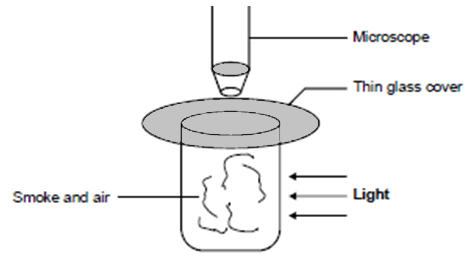 Microscope
Thin glass cover
Smoke and air
Light